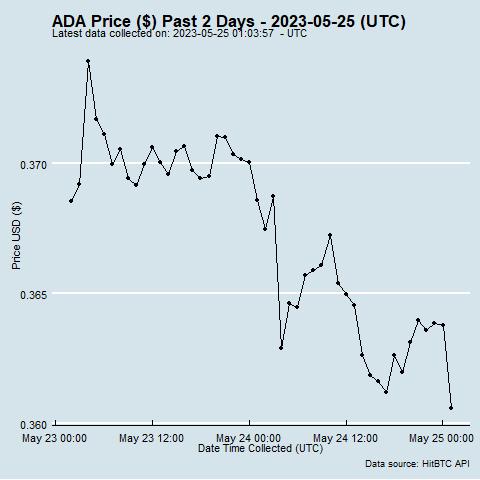 ADA Price ($) Past 2 Days - 2023-05-25 (UTC)
Latest data collected on: 2023-05-25 01:03:57 - UTC
0.370
0.365
0.360
Price USD ($)
May 23 00:00 May 23 12:00 May 24 00:00 May 24 12:00 May 25 00:00
Date Time Collected (UTC)
Data source: HitBTC API